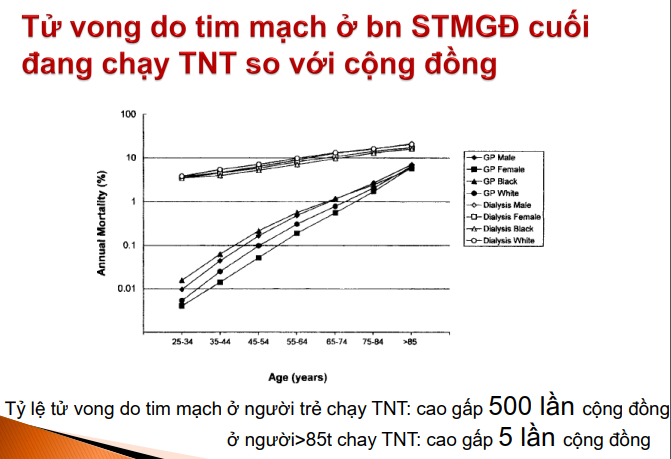 Tử vong do tim mạch ở bn STMGĐ cuối
đang chạy TNT so với cộng đồng
100
10
1
0.1
0.01
Annual Mortality (%)
25-34 35-44 45-54 55-64 65-74 75-84 >85
Age (years)
GP Male
GP Female
GP Black
GP White
Dialysis Male
Dialysis Female
Dialysis Black
Dialysis White
Tỷ lệ tử vong do tim mạch ở người trẻ chạy TNT: cao gấp 500 lần cộng đồng
ở người>85t chay TNT: cao gấp 5 lần cộng đồng